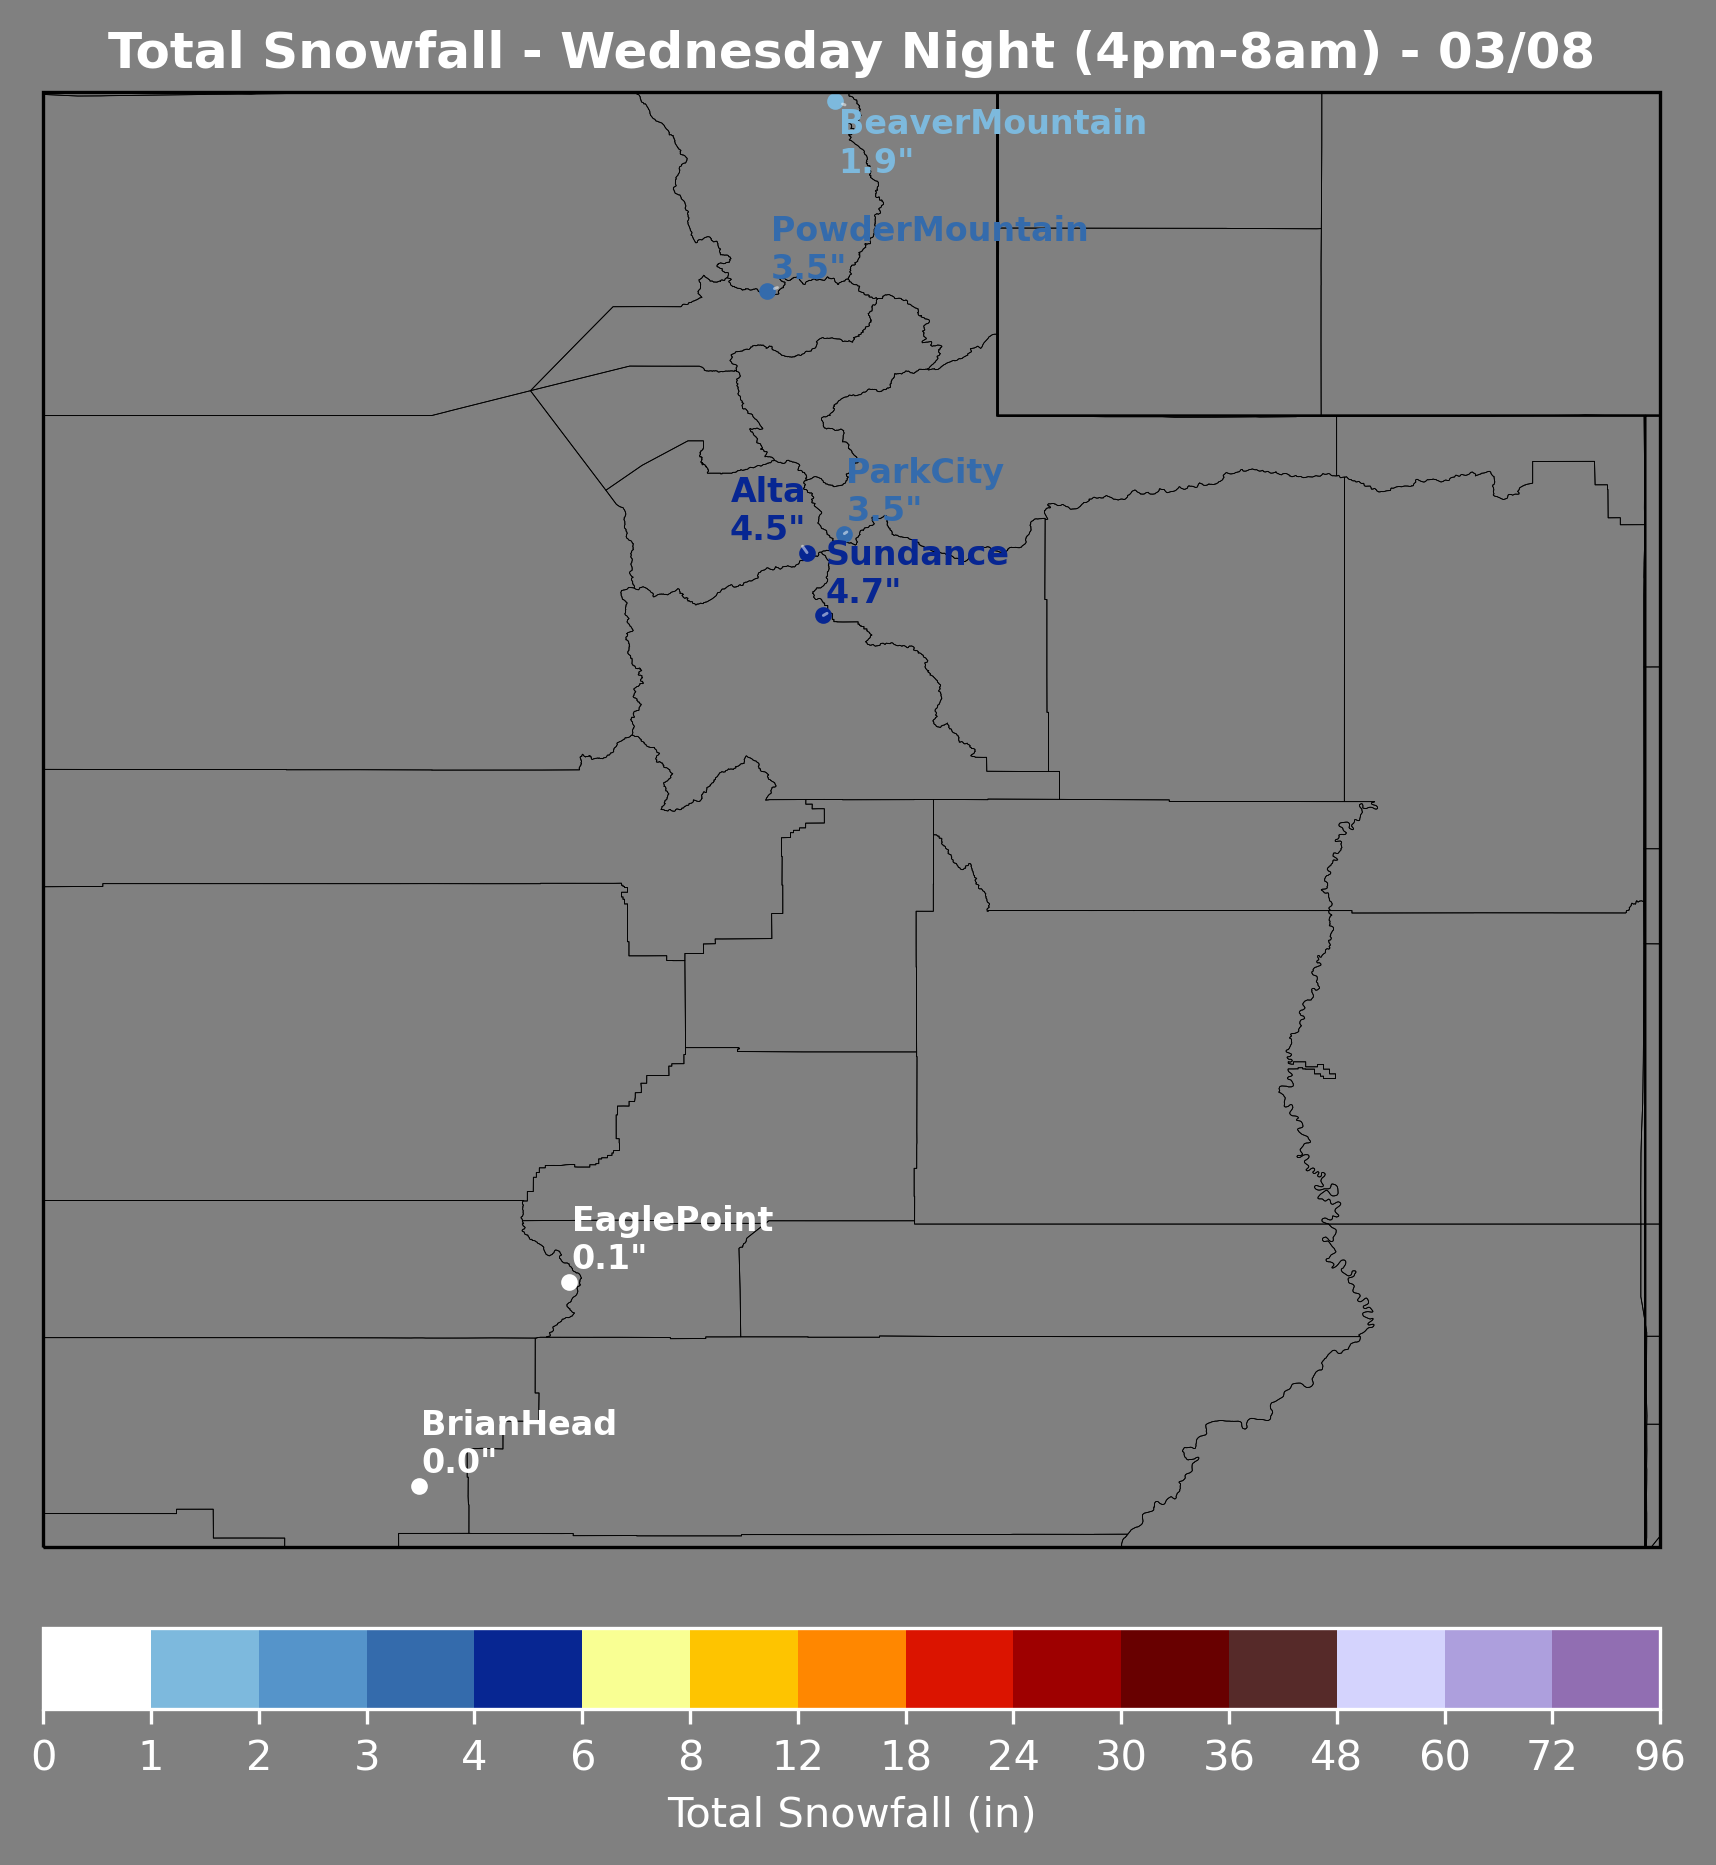 Total Snowfall - Wednesday Night (4pm-8am) - 03/08
BeaverMountain
1.9"
PowderMountain
3.5"
ParkCity
3.5"
Alta
4.5"
Sundance
4.7"
EaglePoint
0.1"
BrianHead
0.0"
0 1 2 3 4 6 8 12 18 24 30 36 48 60 72 96
Total Snowfall (in)